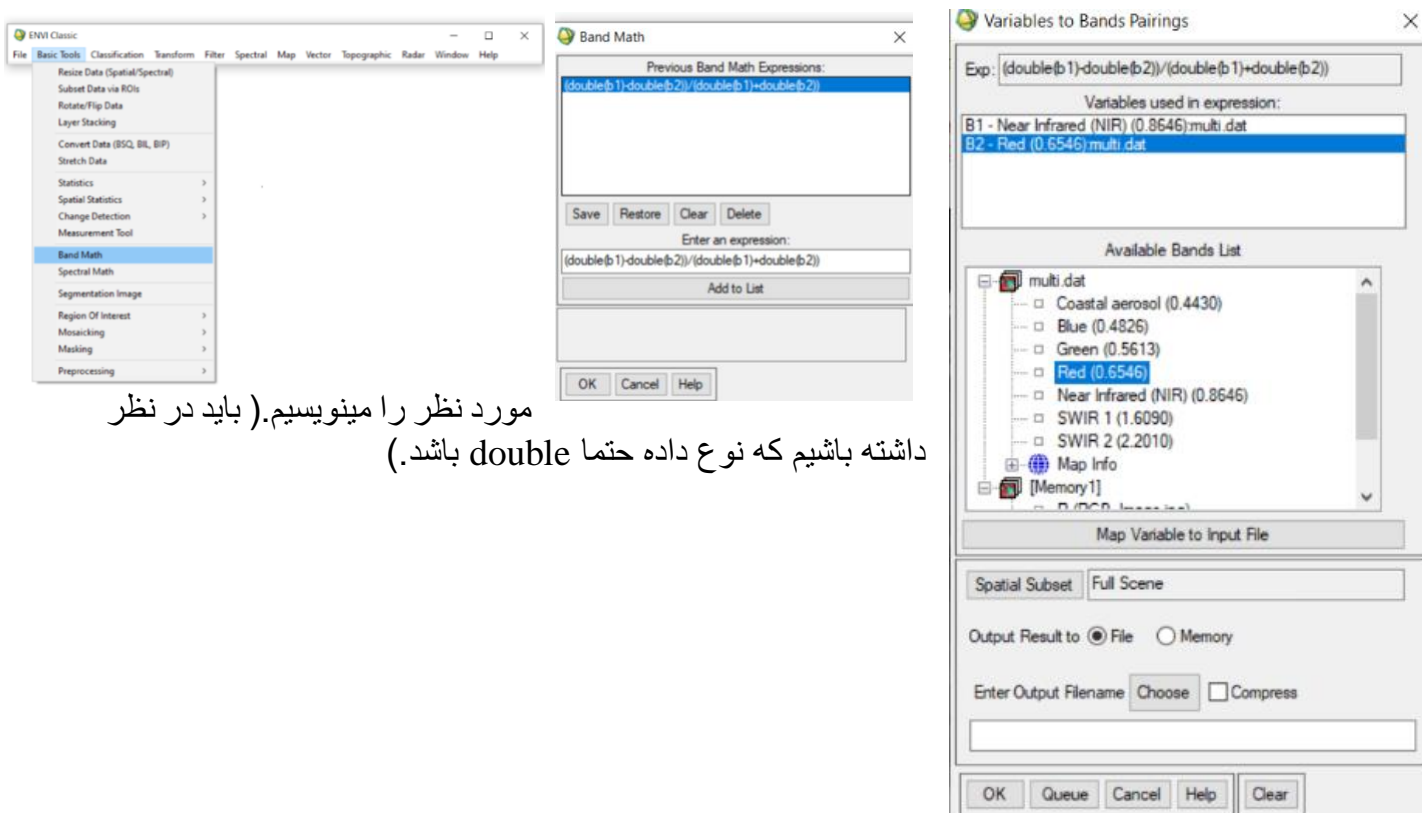 ENVI Classic
File Basic Tools Classification Transform Filter Spectral Map Vector Topographic Radar Window Help
Resize Data (Spatial/Spectral)
Subset Data via ROIs
Rotate/Flip Data
Layer Stacking
Convert Data (BSQ, BIL, BIP)
Stretch Data
Statistics
Spatial Statistics
Change Detection
Measurement Tool
Band Math
Spectral Math
Segmentation Image
Region Of Interest
Mosaicking
Masking
Preprocessing
Band Math
Previous Band Math Expressions:
(double(b1)-double(b2))/(double(b1)+double(b2))
Save Restore Clear Delete
Enter an expression:
(double(b1)-double(b2))/(double(b1)+double(b2))
Add to List
OK Cancel Help
Variables to Bands Pairings
Exp: (double(b1)-double(b2))/(double(b1)+double(b2))
Variables used in expression:
B1 - Near Infrared (NIR) (0.8646):multi.dat
B2 - Red (0.6546):multi.dat
Available Bands List
multi.dat
Coastal aerosol (0.4430)
Blue (0.4826)
Green (0.5613)
Red (0.6546)
Near Infrared (NIR) (0.8646)
SWIR 1 (1.6090)
SWIR 2 (2.2010)
Map Info
[Memory1]
Map Variable to Input File
Spatial Subset Full Scene
Output Result to File Memory
Enter Output Filename Choose Compress
OK Queue Cancel Help Clear
مورد نظر را مینویسیم.( باید در نظر
داشته باشیم که نوع داده حتما double باشد.)